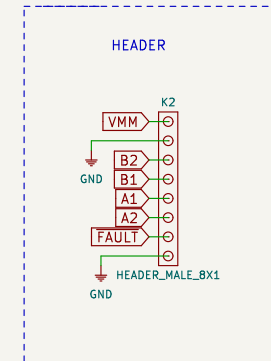 HEADER
K2
VMM
GND
B2
B1
A1
A2
FAULT
HEADER_MALE_8X1
GND